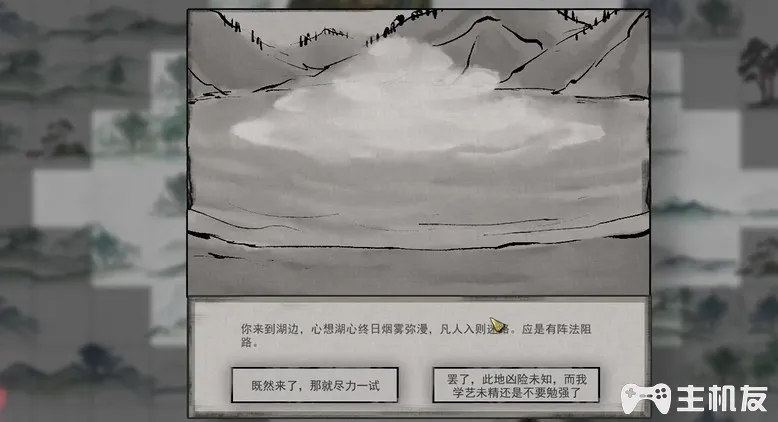 你来到湖边，心想湖心终日烟雾弥漫，凡人入则迷路。应是有阵法阻
路。
既然来了，那就尽力一试
罢了，此地凶险未知，而我
学艺未精还是不要勉强了
主机友